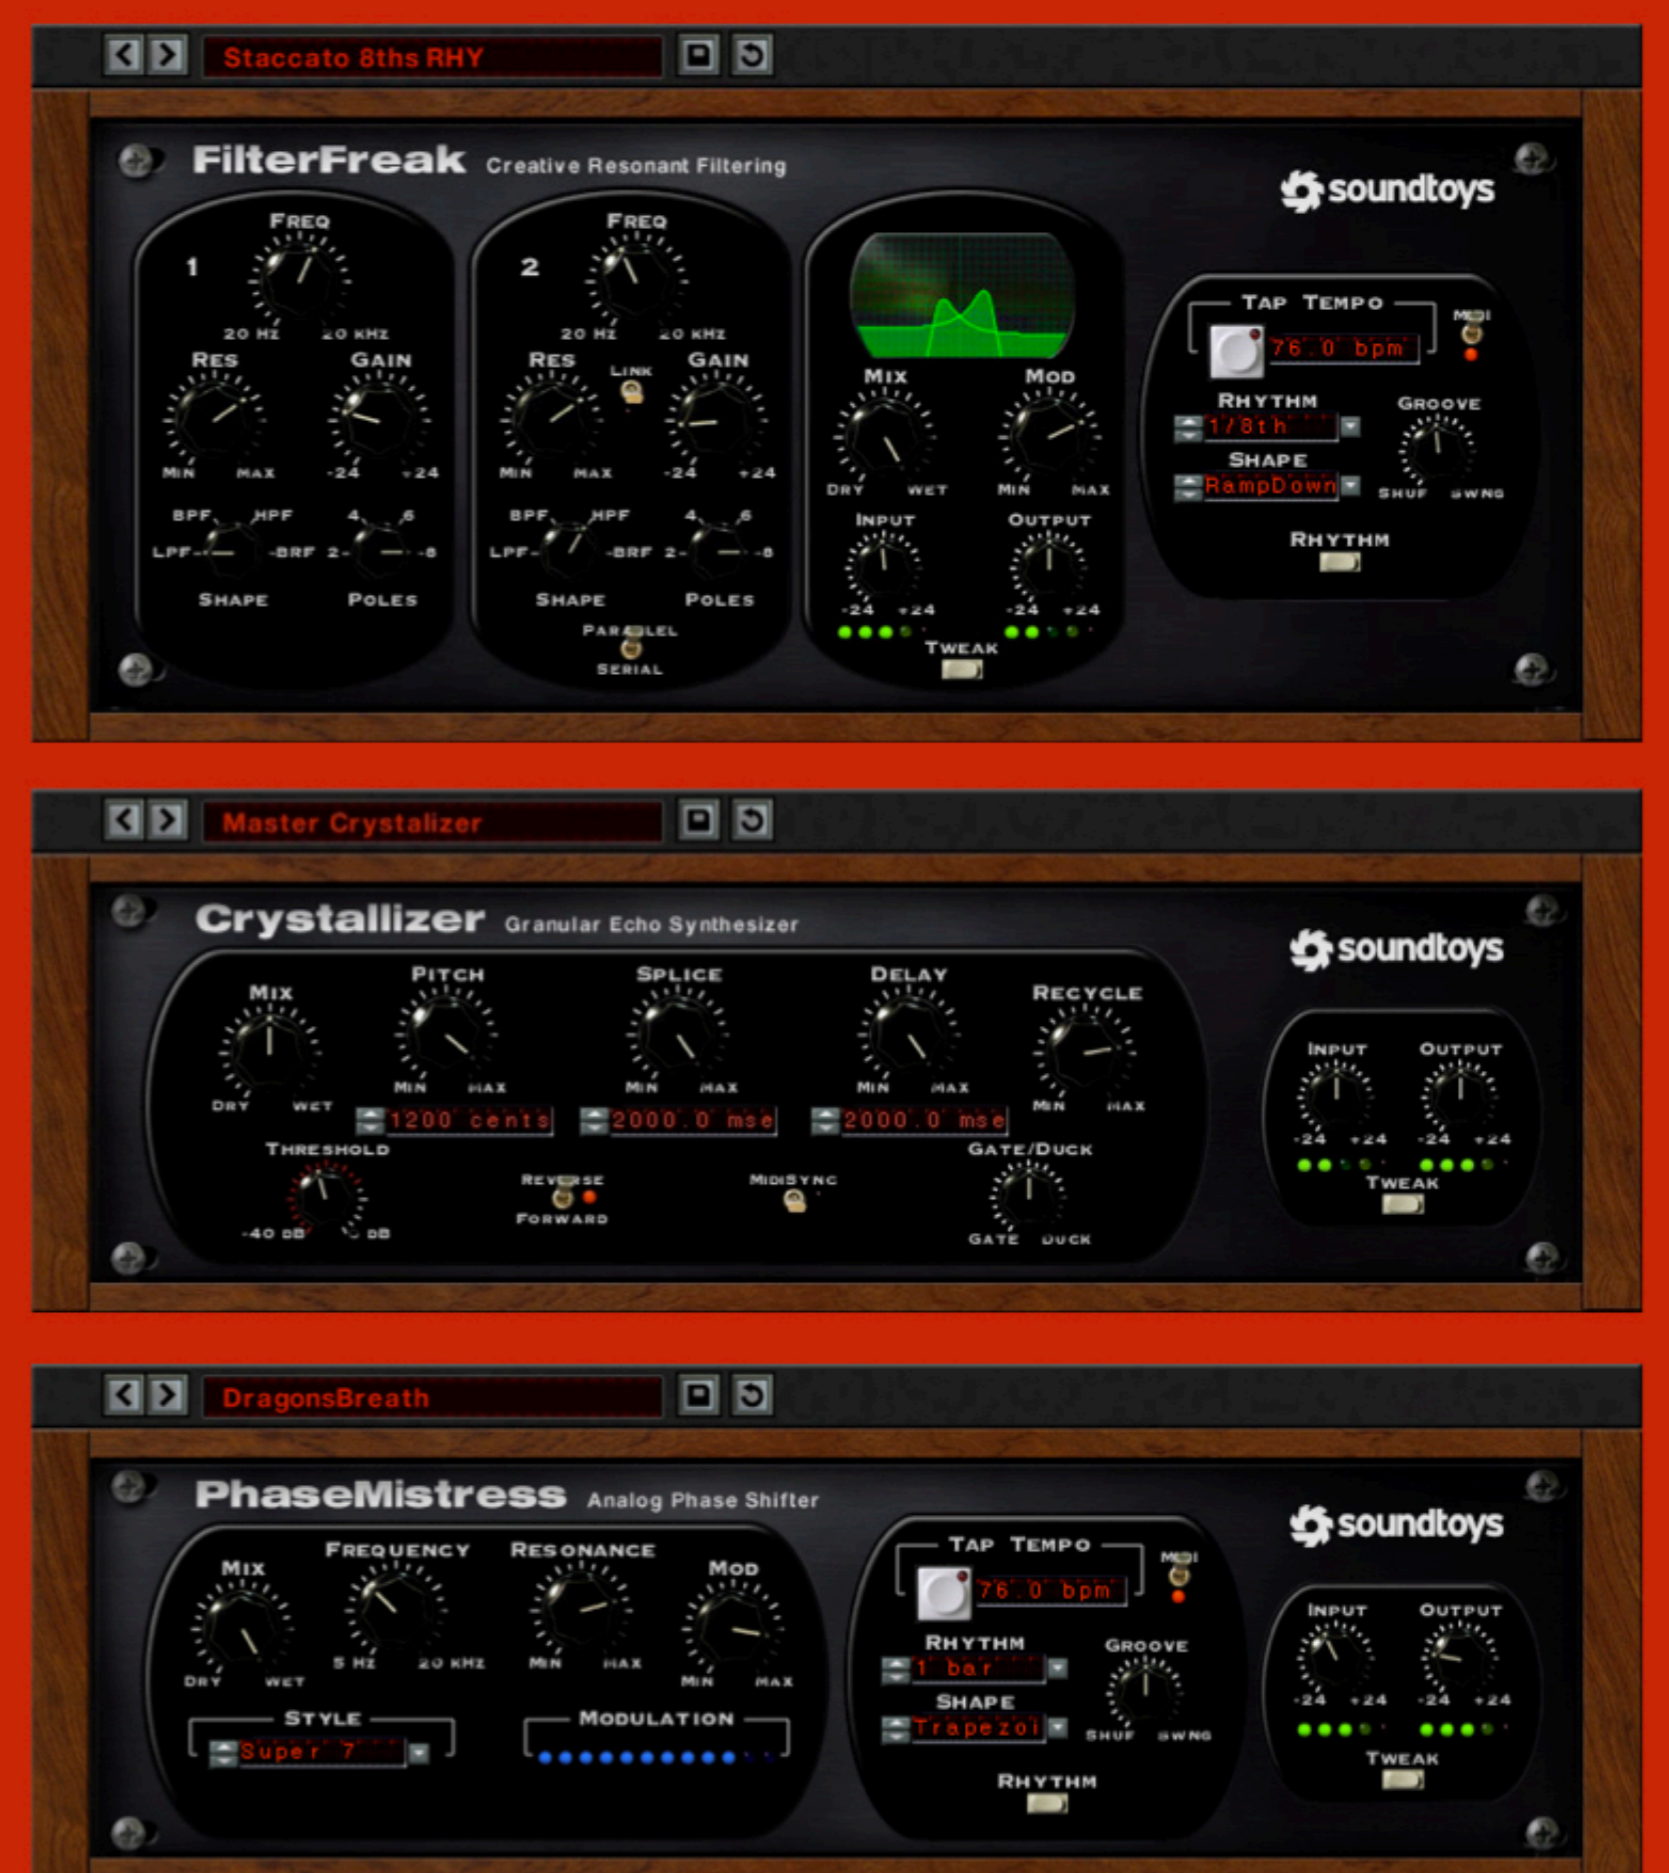 Staccato 8ths RHY
FilterFreak Creative Resonant Filtering
soundtoys
1
FREQ
20 HZ 20 KHZ
RES GAIN
MIN MAX -24 +24
BPF HPF 4 6
LPF BRF 2 8
SHAPE POLES
2
FREQ
20 HZ 20 KHZ
RES LINK GAIN
MIN MAX -24 +24
BPF HPF 4 6
LPF BRF 2 8
SHAPE POLES
PARALLEL
SERIAL
MIX MOD
DRY WET MIN MAX
INPUT OUTPUT
-24 +24 -24 +24
TWEAK
TAP TEMPO MIDI
76.0 bpm
RHYTHM GROOVE
1/8th
SHAPE
RampDown SHUF SWNG
RHYTHM
Master Crystalizer
Crystallizer Granular Echo Synthesizer
soundtoys
MIX PITCH SPLICE DELAY RECYCLE
MIN MAX MIN MAX MIN MAX
DRY WET MIN MAX
1200 cents 2000.0 mse 2000.0 mse
THRESHOLD GATE/DUCK
REVERSE MIDISYNC
FORWARD
-40 DB DB GATE DUCK
INPUT OUTPUT
-24 +24 -24 +24
TWEAK
DragonsBreath
PhaseMistress Analog Phase Shifter
soundtoys
MIX FREQUENCY RESONANCE MOD
5 HZ 20 KHZ MIN MAX
DRY WET MIN MAX
STYLE MODULATION
Super 7
TAP TEMPO MIDI
76.0 bpm
RHYTHM GROOVE
1 bar
SHAPE
Trapezoi SHUF SWNG
RHYTHM
INPUT OUTPUT
-24 +24 -24 +24
TWEAK